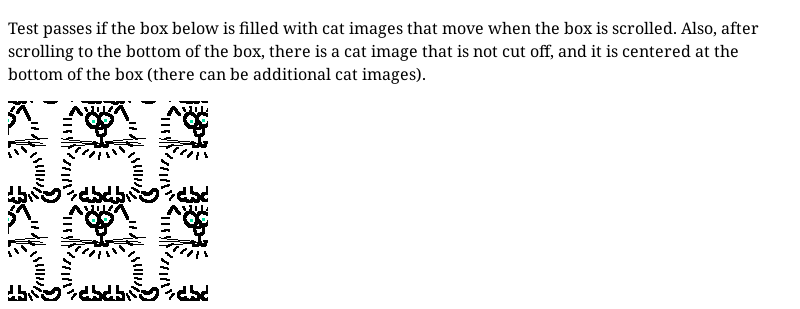 Test passes if the box below is filled with cat images that move when the box is scrolled. Also, after
scrolling to the bottom of the box, there is a cat image that is not cut off, and it is centered at the
bottom of the box (there can be additional cat images).